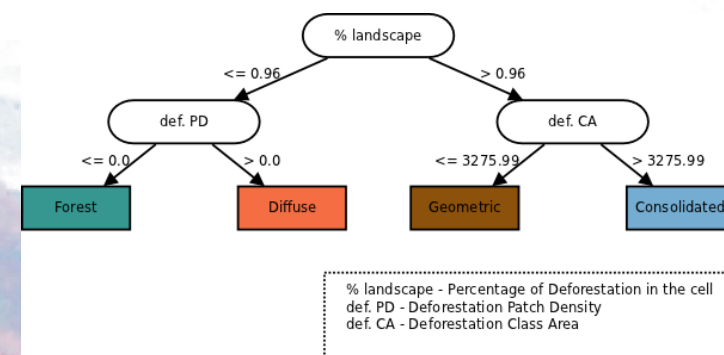 % landscape
<= 0.96
> 0.96
def. PD
def. CA
<= 0.0
> 0.0
<= 3275.99
> 3275.99
Forest
Diffuse
Geometric
Consolidated
% landscape - Percentage of Deforestation in the cell
def. PD - Deforestation Patch Density
def. CA - Deforestation Class Area